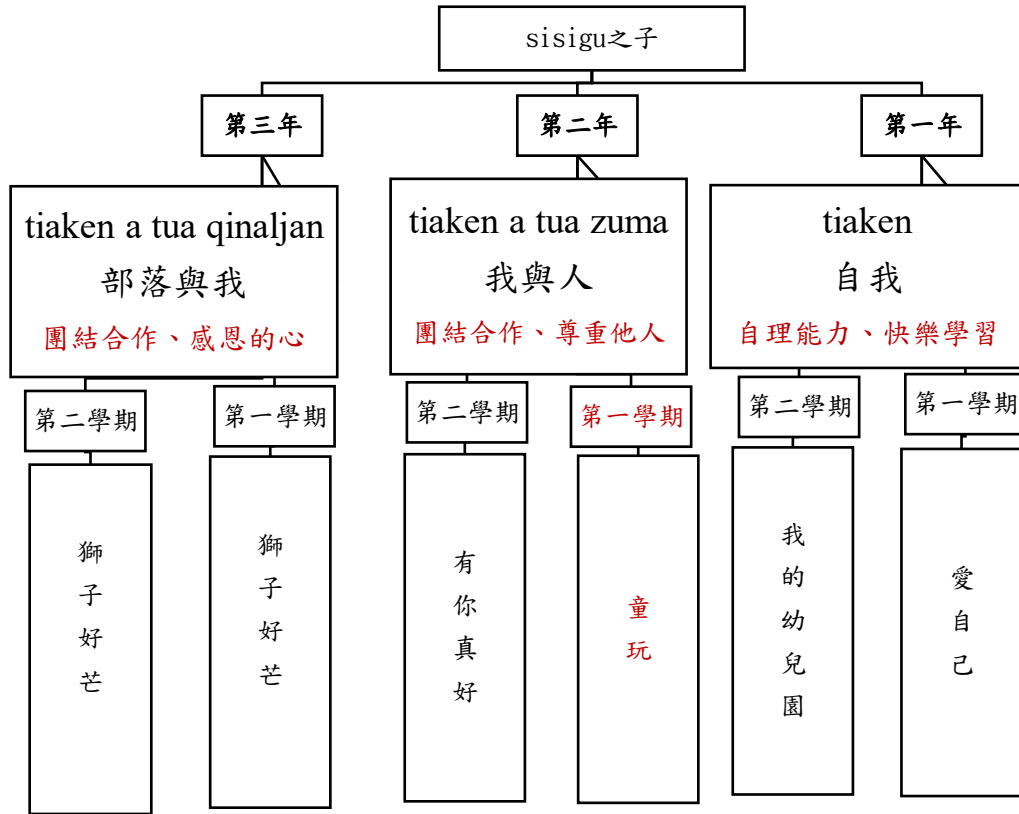 sisigu之子
第三年
第二年
第一年
tiaken a tua qinaljan
部落與我
團結合作、感恩的心
tiaken a tua zuma
我與人
團結合作、尊重他人
tiaken
自我
自理能力、快樂學習
第二學期
第一學期
第二學期
第一學期
第二學期
第一學期
獅子好芒
獅子好芒
有你真好
童玩
我的幼兒園
愛自己